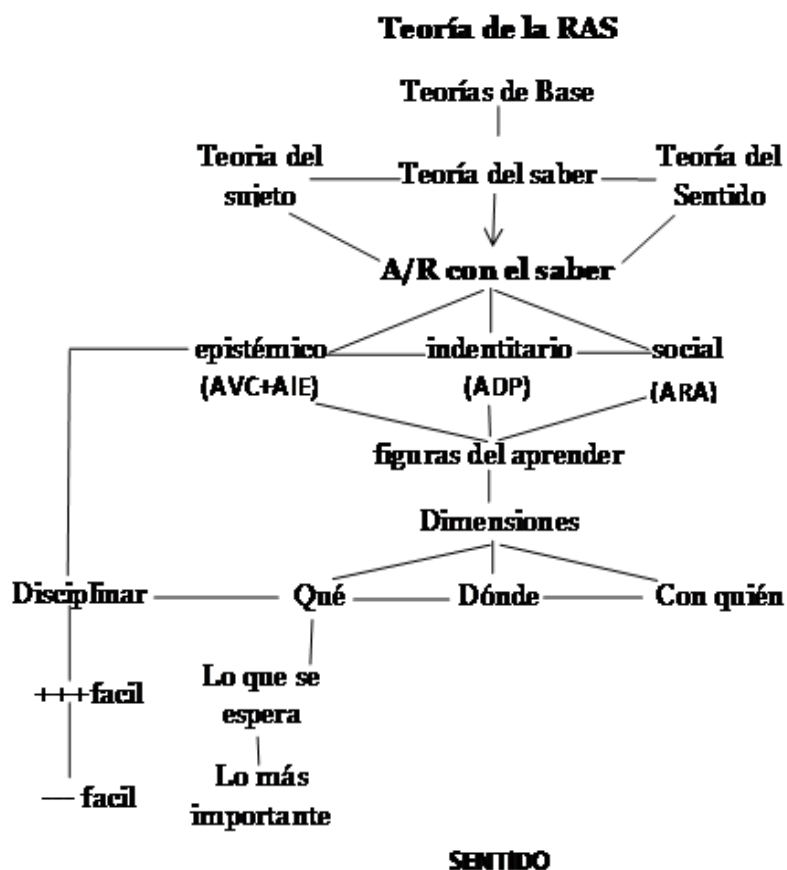 Teoría de la RAS
Teorías de Base
Teoria del
sujeto
Teoría del saber
Teoría del
Sentido
A/R con el saber
epistémico
indentitario
social
(AVC+AIE)
(ADP)
(ARA)
figuras del aprender
Dimensiones
Disciplinar
Qué
Dónde
Con quién
+++facil
Lo que se
espera
— facil
Lo más
importante
SENTIDO